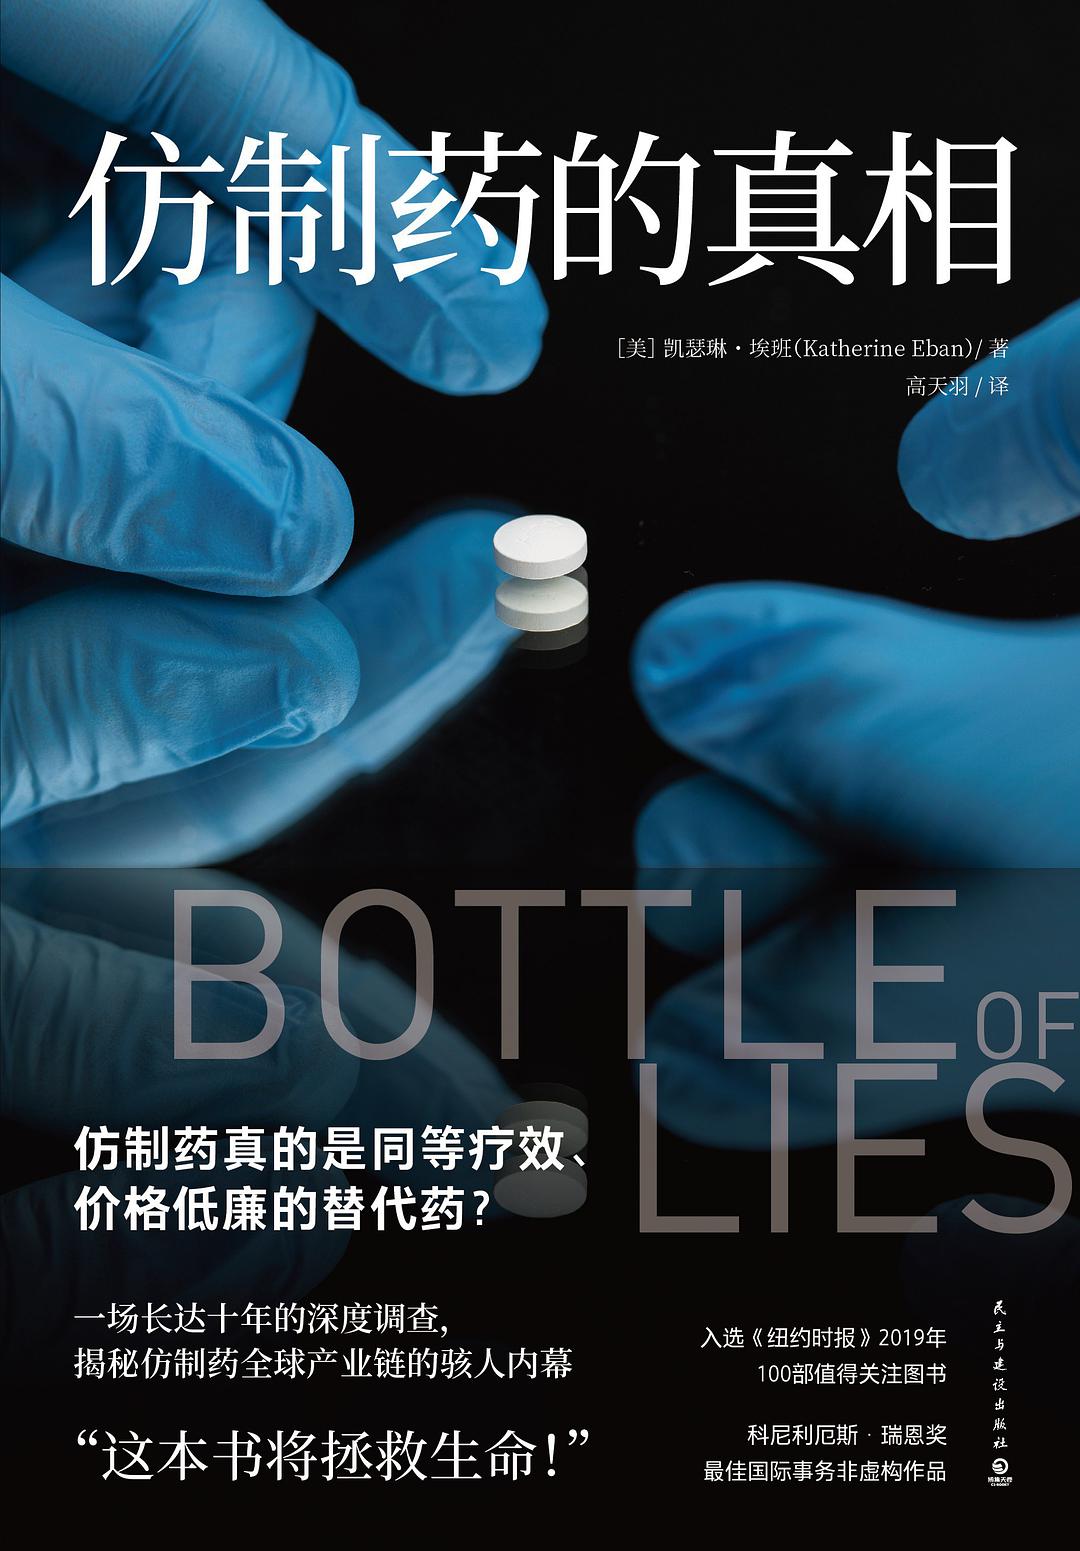 仿制药的真相
[美] 凯瑟琳·埃班(Katherine Eban)/ 著
高天羽 / 译
BOTTLE
OF
LIES
仿制药真的是同等疗效、
价格低廉的替代药?
一场长达十年的深度调查,
揭秘仿制药全球产业链的骇人内幕
“这本书将拯救生命!”
入选《纽约时报》2019年
100部值得关注图书
科尼利厄斯·瑞恩奖
最佳国际事务非虚构作品
民主与建设出版社
博集天卷
CS-BOOKY